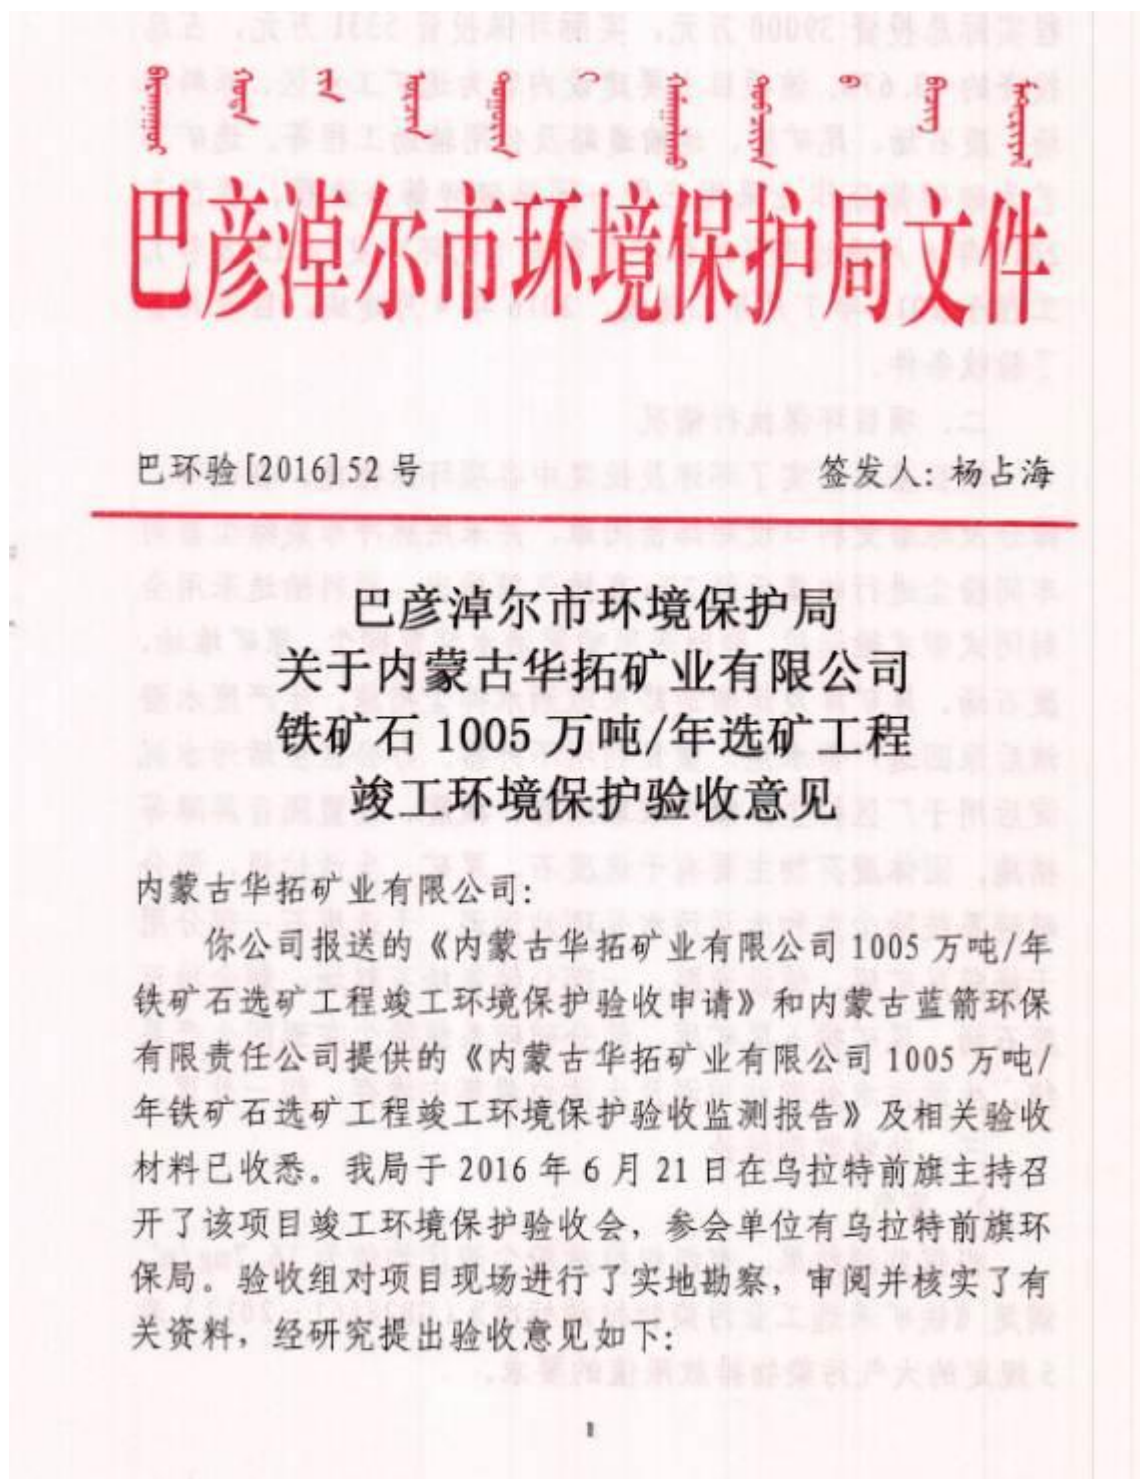 巴彦淖尔市环境保护局文件
巴环验[2016]52号 签发人：杨占海
巴彦淖尔市环境保护局
关于内蒙古华拓矿业有限公司
铁矿石1005万吨/年选矿工程
竣工环境保护验收意见
内蒙古华拓矿业有限公司：
你公司报送的《内蒙古华拓矿业有限公司1005万吨/年
铁矿石选矿工程竣工环境保护验收申请》和内蒙古蓝箭环保
有限责任公司提供的《内蒙古华拓矿业有限公司1005万吨/
年铁矿石选矿工程竣工环境保护验收监测报告》及相关验收
材料已收悉。我局于2016年6月21日在乌拉特前旗主持召
开了该项目竣工环境保护验收会，参会单位有乌拉特前旗环
保局。验收组对项目现场进行了实地勘察，审阅并核实了有
关资料，经研究提出验收意见如下：
1